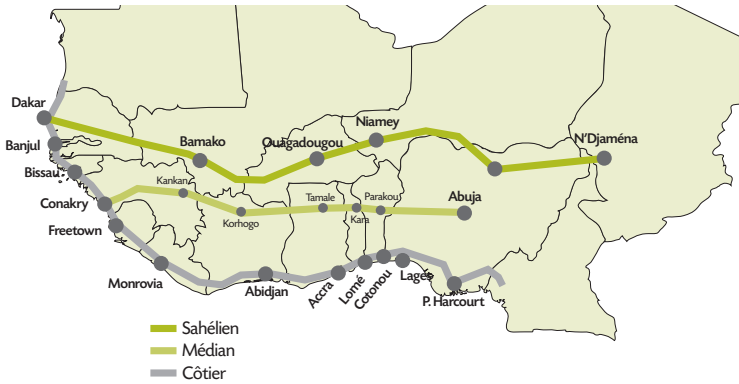 Dakar
Niamey
Banjul
Bamako
Ouagadougou
N'Djaména
Bissau
Kankan
Conakry
Tamale
Parakou
Abuja
Korhogo
Kara
Freetown
Monrovia
Abidjan
Accra
Lomé
Cotonou
Lages
P. Harcourt
Sahélien
Médian
Côtier